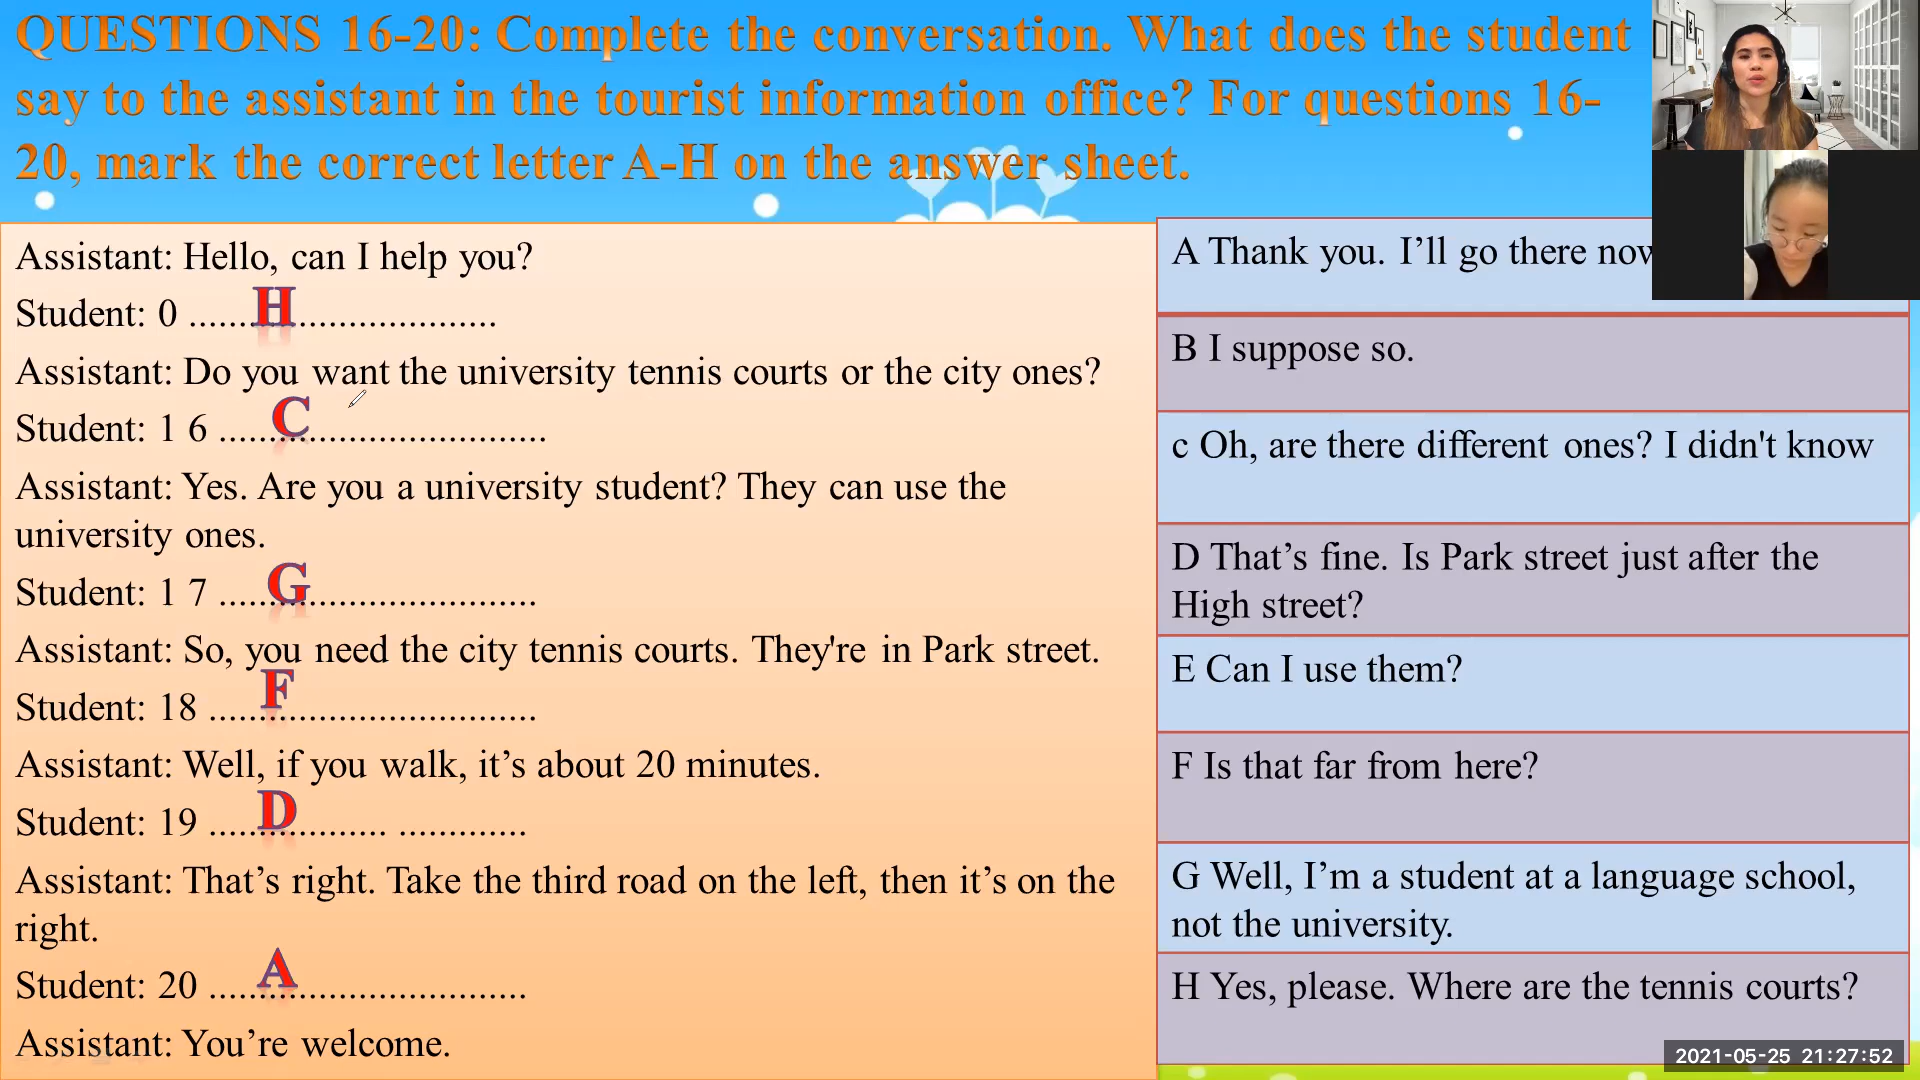 QUESTIONS 16-20: Complete the conversation. What does the student
say to the assistant in the tourist information office? For questions 16-
20, mark the correct letter A-H on the answer sheet.
Assistant: Hello, can I help you?
Student: 0 ..... H ....................
Assistant: Do you want the university tennis courts or the city ones?
Student: 1 6 ..... C .......................
Assistant: Yes. Are you a university student? They can use the
university ones.
Student: 1 7 ..... G ......................
Assistant: So, you need the city tennis courts. They're in Park street.
Student: 18 ..... F ........................
Assistant: Well, if you walk, it’s about 20 minutes.
Student: 19 ..... D ......... .............
Assistant: That’s right. Take the third road on the left, then it’s on the
right.
Student: 20 ..... A .......................
Assistant: You’re welcome.
A Thank you. I’ll go there now
B I suppose so.
c Oh, are there different ones? I didn't know
D That’s fine. Is Park street just after the
High street?
E Can I use them?
F Is that far from here?
G Well, I’m a student at a language school,
not the university.
H Yes, please. Where are the tennis courts?
2021-05-25 21:27:52